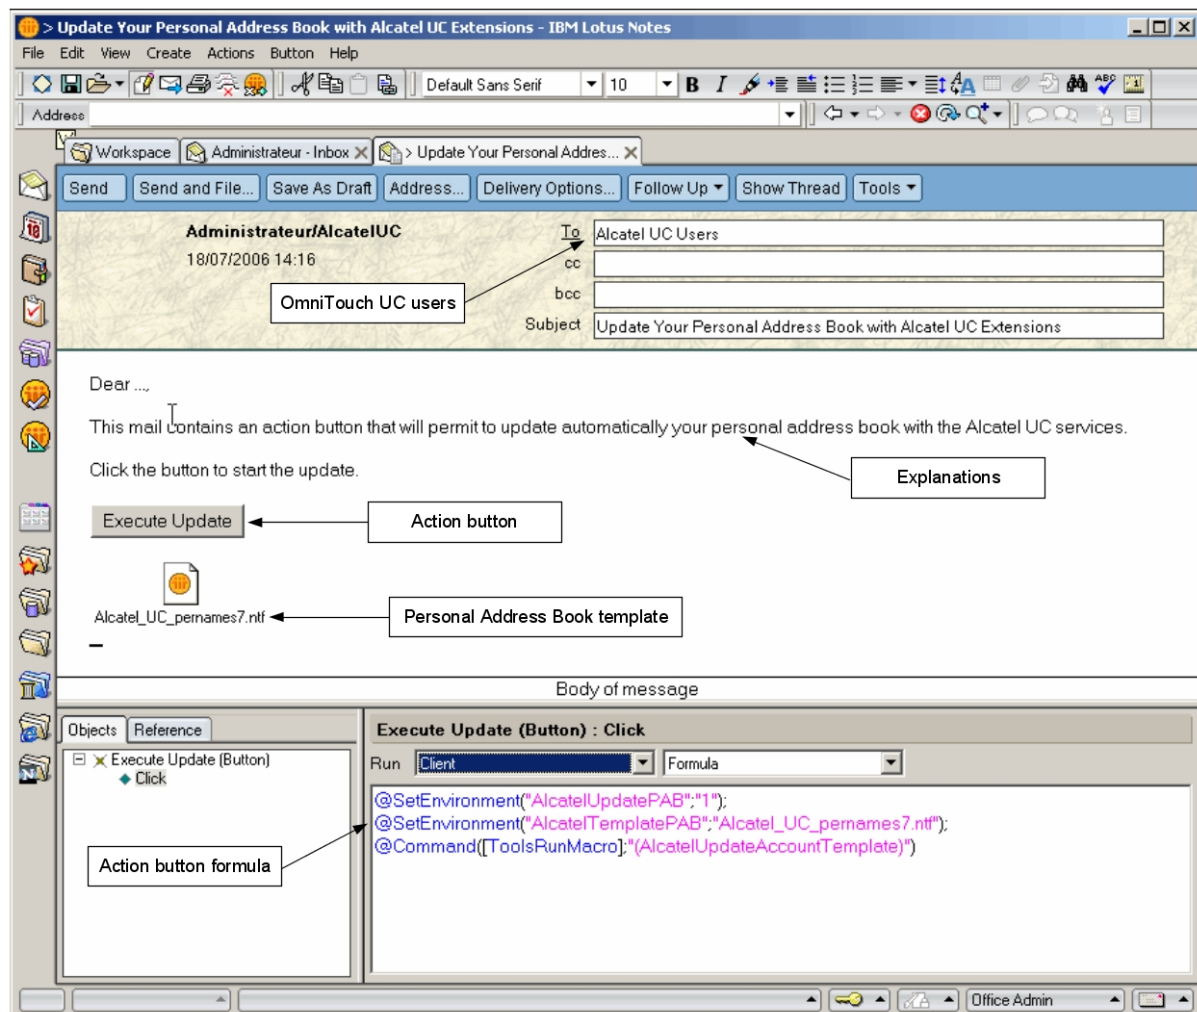 > Update Your Personal Address Book with Alcatel UC Extensions - IBM Lotus Notes
File Edit View Create Actions Button Help
Default Sans Serif 10 B I ABC
Address
Workspace Administrateur - Inbox > Update Your Personal Addres...
Send Send and File... Save As Draft Address... Delivery Options... Follow Up Show Thread Tools
Administrateur/AlcatelUC To Alcatel UC Users
18/07/2006 14:16 cc
OmniTouch UC users bcc
Subject Update Your Personal Address Book with Alcatel UC Extensions
Dear ...,
This mail contains an action button that will permit to update automatically your personal address book with the Alcatel UC services.
Click the button to start the update.
Explanations
Execute Update Action button
Alcatel_UC_pernames7.ntf Personal Address Book template
Body of message
Objects Reference Execute Update (Button) : Click
Execute Update (Button) Run Client Formula
Click
@SetEnvironment("AlcatelUpdatePAB";"1");
@SetEnvironment("AlcatelTemplatePAB";"Alcatel_UC_pernames7.ntf");
@Command([ToolsRunMacro];"(AlcatelUpdateAccountTemplate)")
Action button formula
Office Admin